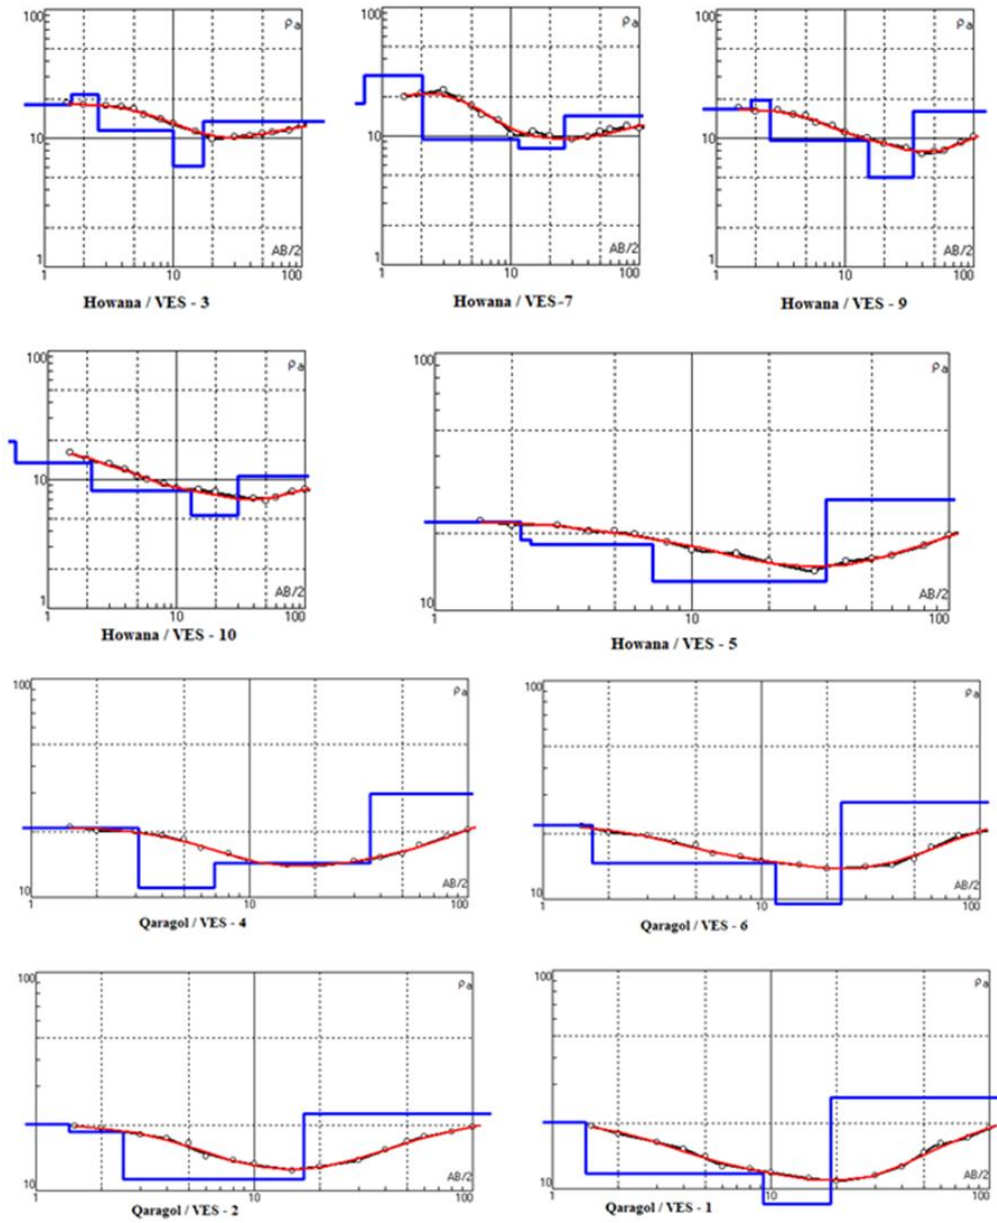 100 ρa
10
1 AB/2
1 10 100
Howana / VES - 3
100 ρa
10
1 AB/2
1 10 100
Howana / VES-7
100 ρa
10
1 AB/2
1 10 100
Howana / VES - 9
100 ρa
10
1 AB/2
1 10 100
Howana / VES - 10
100 ρa
10 AB/2
1 10 100
Howana / VES - 5
100 ρa
10 AB/2
1 10 100
Qaragol / VES - 4
100 ρa
10 AB/2
1 10 100
Qaragol / VES - 6
100 ρa
10 AB/2
1 10 100
Qaragol / VES - 2
100 ρa
10 AB/2
1 10 100
Qaragol / VES - 1